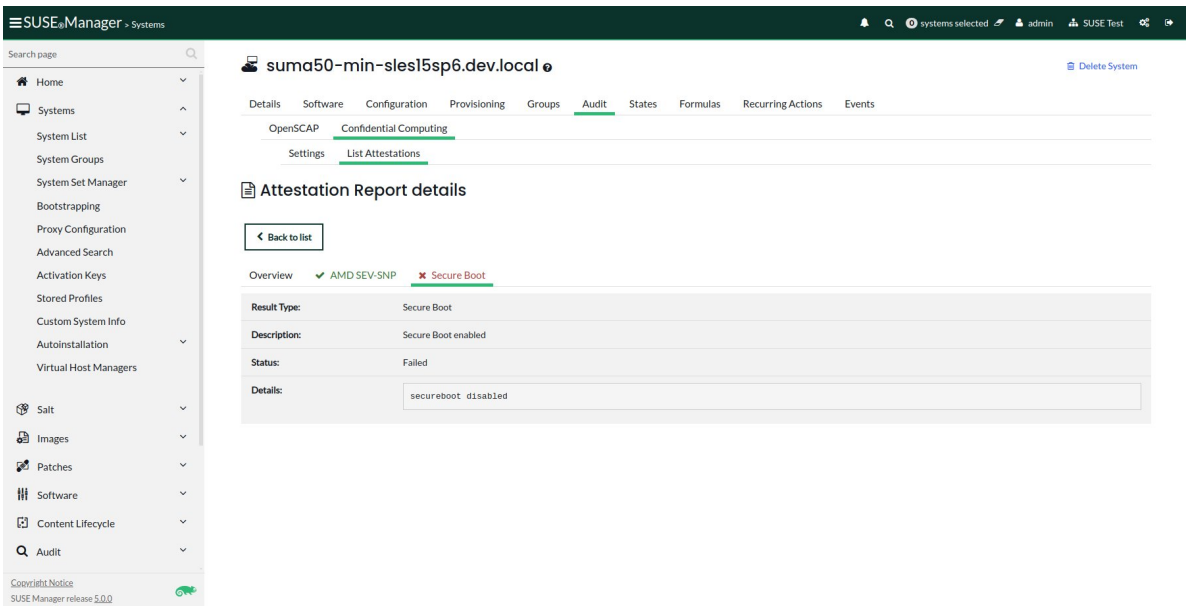 SUSE®Manager > Systems
0 systems selected admin SUSE Test
Search page
Home
Systems
System List
System Groups
System Set Manager
Bootstrapping
Proxy Configuration
Advanced Search
Activation Keys
Stored Profiles
Custom System Info
Autoinstallation
Virtual Host Managers
Salt
Images
Patches
Software
Content Lifecycle
Audit
Copyright Notice
SUSE Manager release 5.0.0
suma50-min-sles15sp6.dev.local
Delete System
Details Software Configuration Provisioning Groups Audit States Formulas Recurring Actions Events
OpenSCAP Confidential Computing
Settings List Attestations
Attestation Report details
Back to list
Overview AMD SEV-SNP Secure Boot
Result Type: Secure Boot
Description: Secure Boot enabled
Status: Failed
Details: secureboot disabled